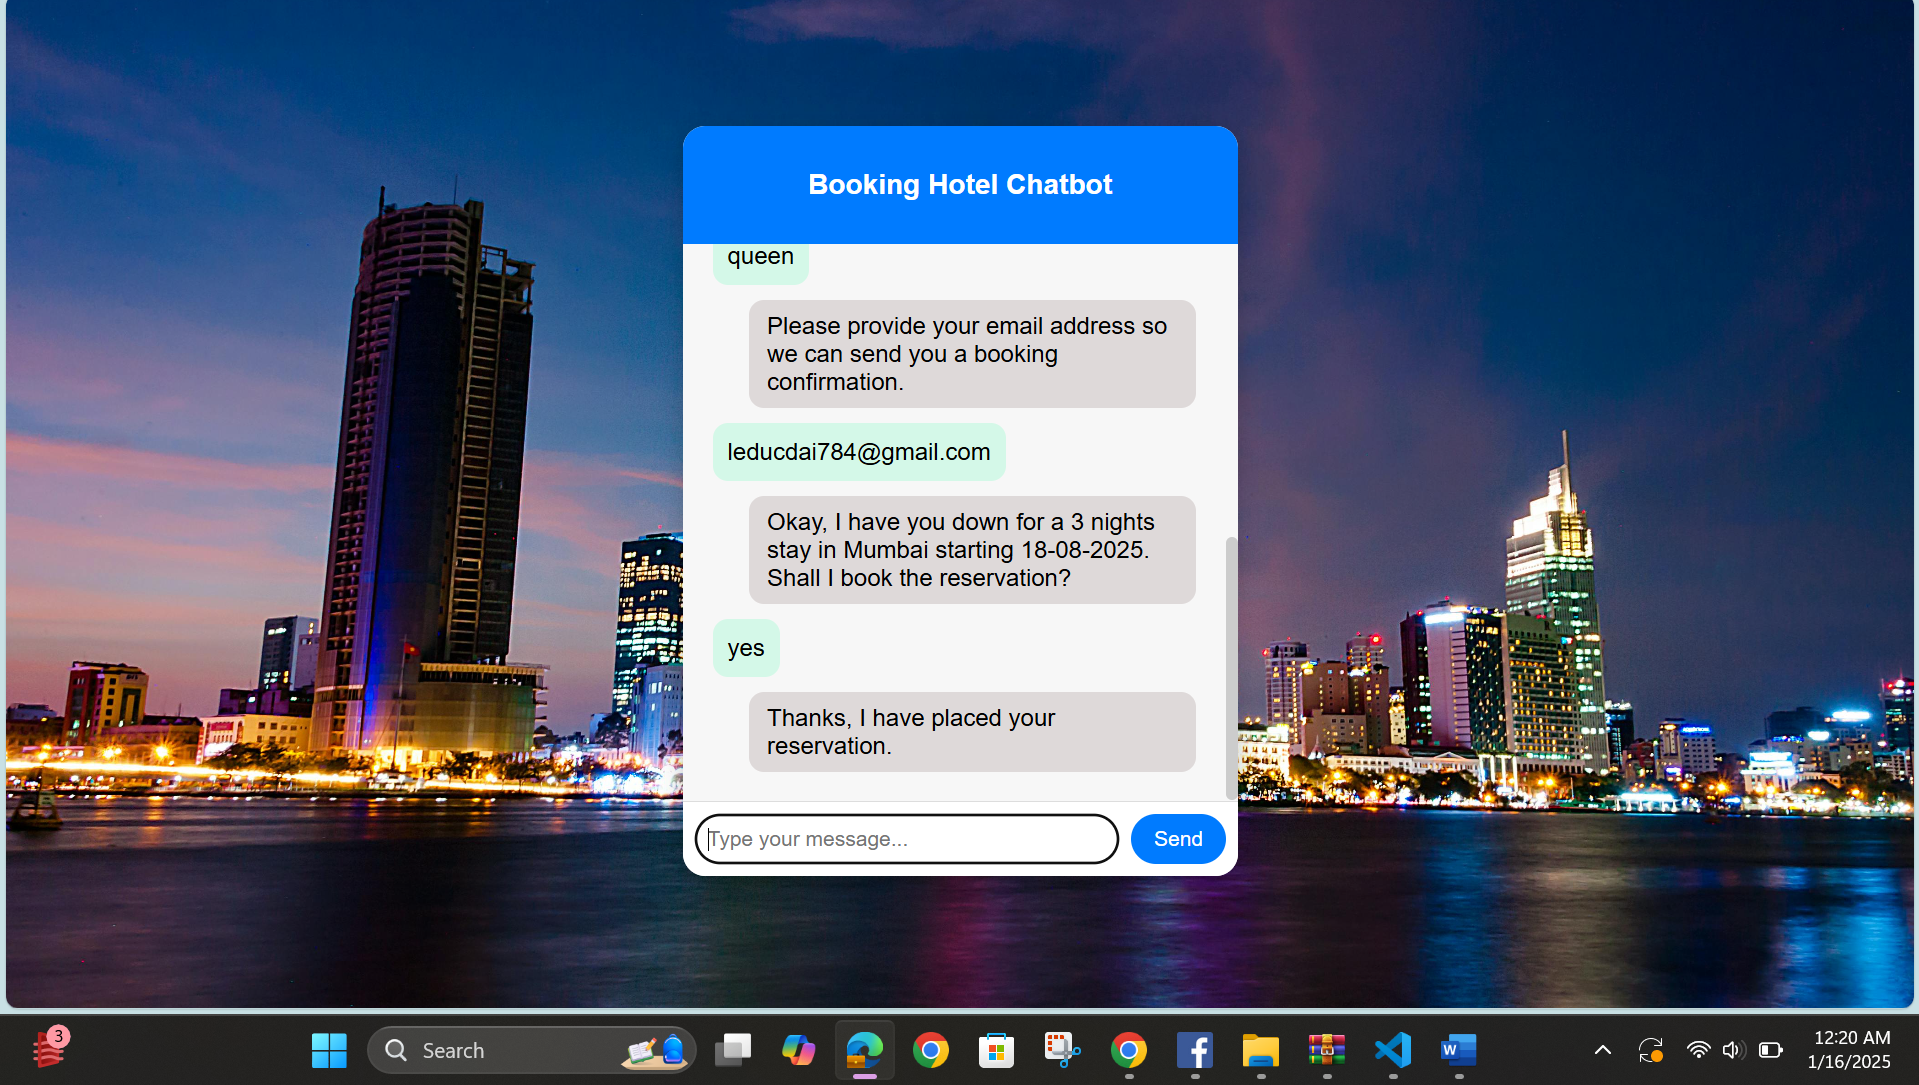 Booking Hotel Chatbot
queen
Please provide your email address so
we can send you a booking
confirmation.
leducdai784@gmail.com
Okay, I have you down for a 3 nights
stay in Mumbai starting 18-08-2025.
Shall I book the reservation?
yes
Thanks, I have placed your
reservation.
Type your message...
Send
3
Search
12:20 AM
1/16/2025